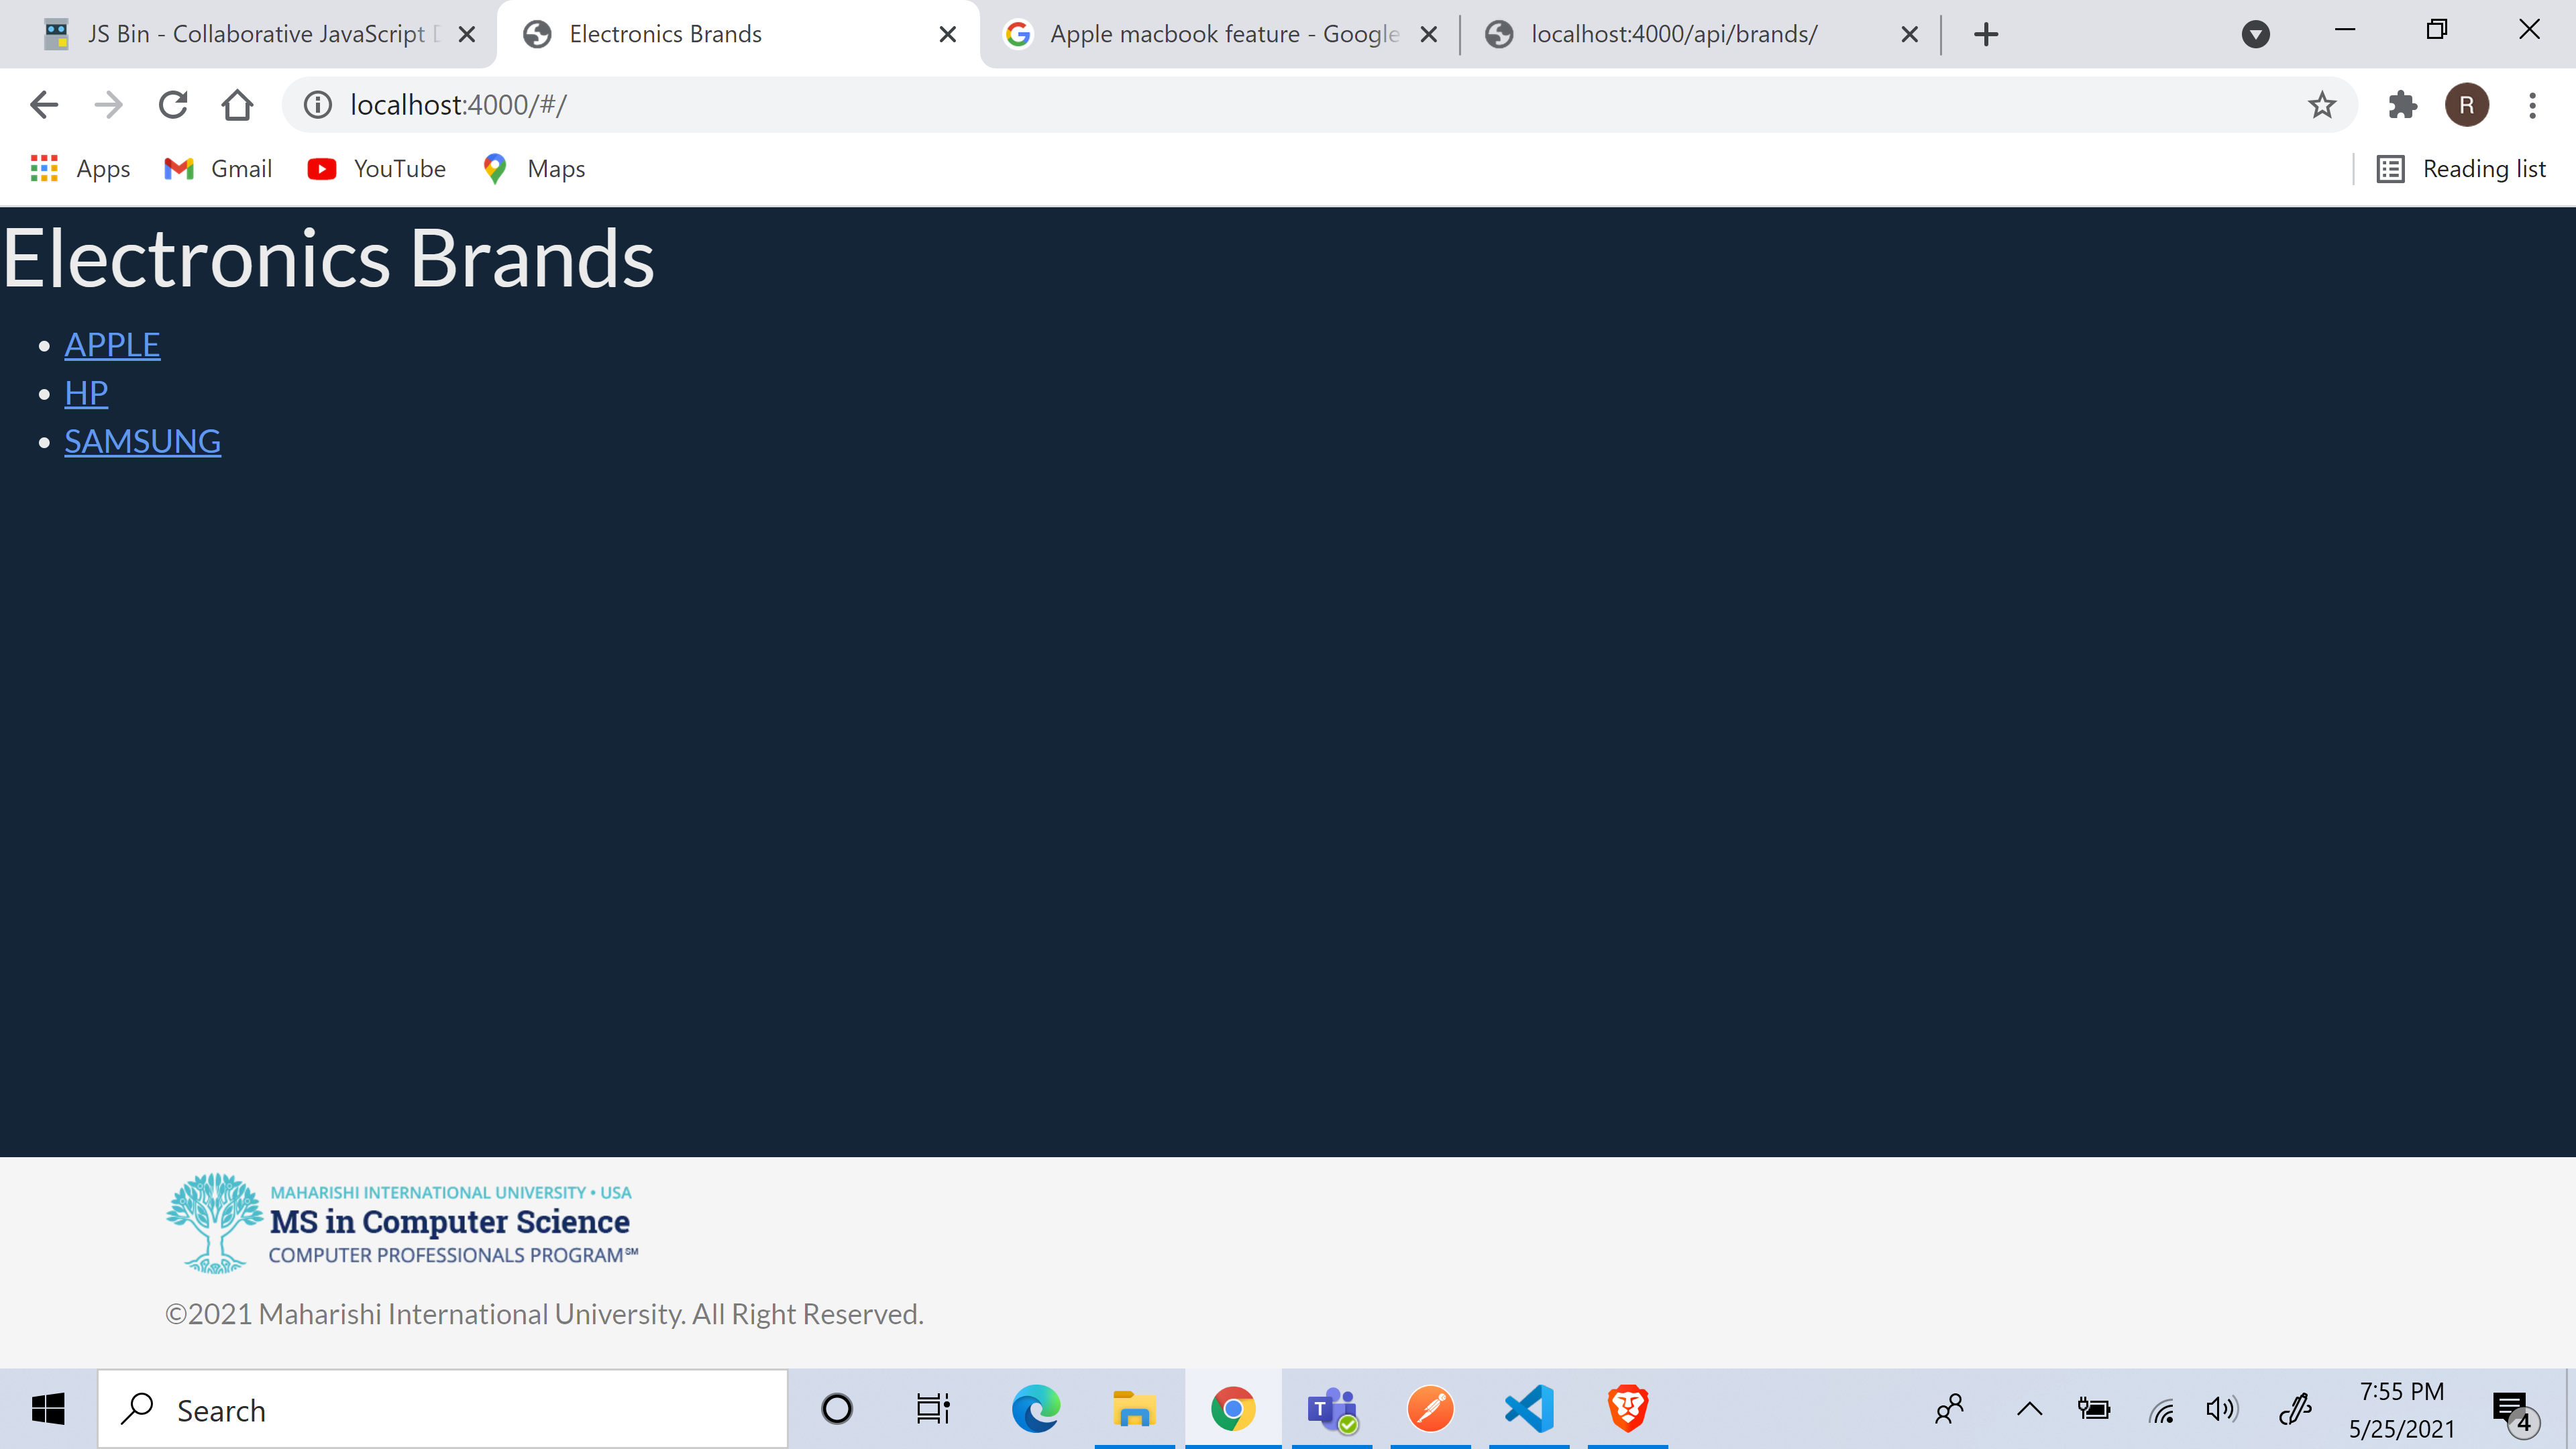 JS Bin - Collaborative JavaScript
Electronics Brands
Apple macbook feature - Google
localhost:4000/api/brands/
localhost:4000/#/
R
Apps
Gmail
YouTube
Maps
Reading list
Electronics Brands
• APPLE
• HP
• SAMSUNG
MAHARISHI INTERNATIONAL UNIVERSITY • USA
MS in Computer Science
COMPUTER PROFESSIONALS PROGRAM℠
©2021 Maharishi International University. All Right Reserved.
Search
T
7:55 PM
5/25/2021
4